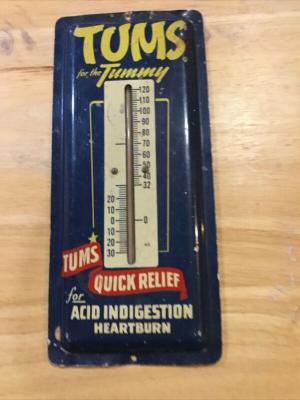 TUMS
for the Tummy
120
110
100
90
80
70
60
50
40
32
20
10
0
0
10
20
30
TUMS
QUICK RELIEF
for
ACID INDIGESTION
HEARTBURN